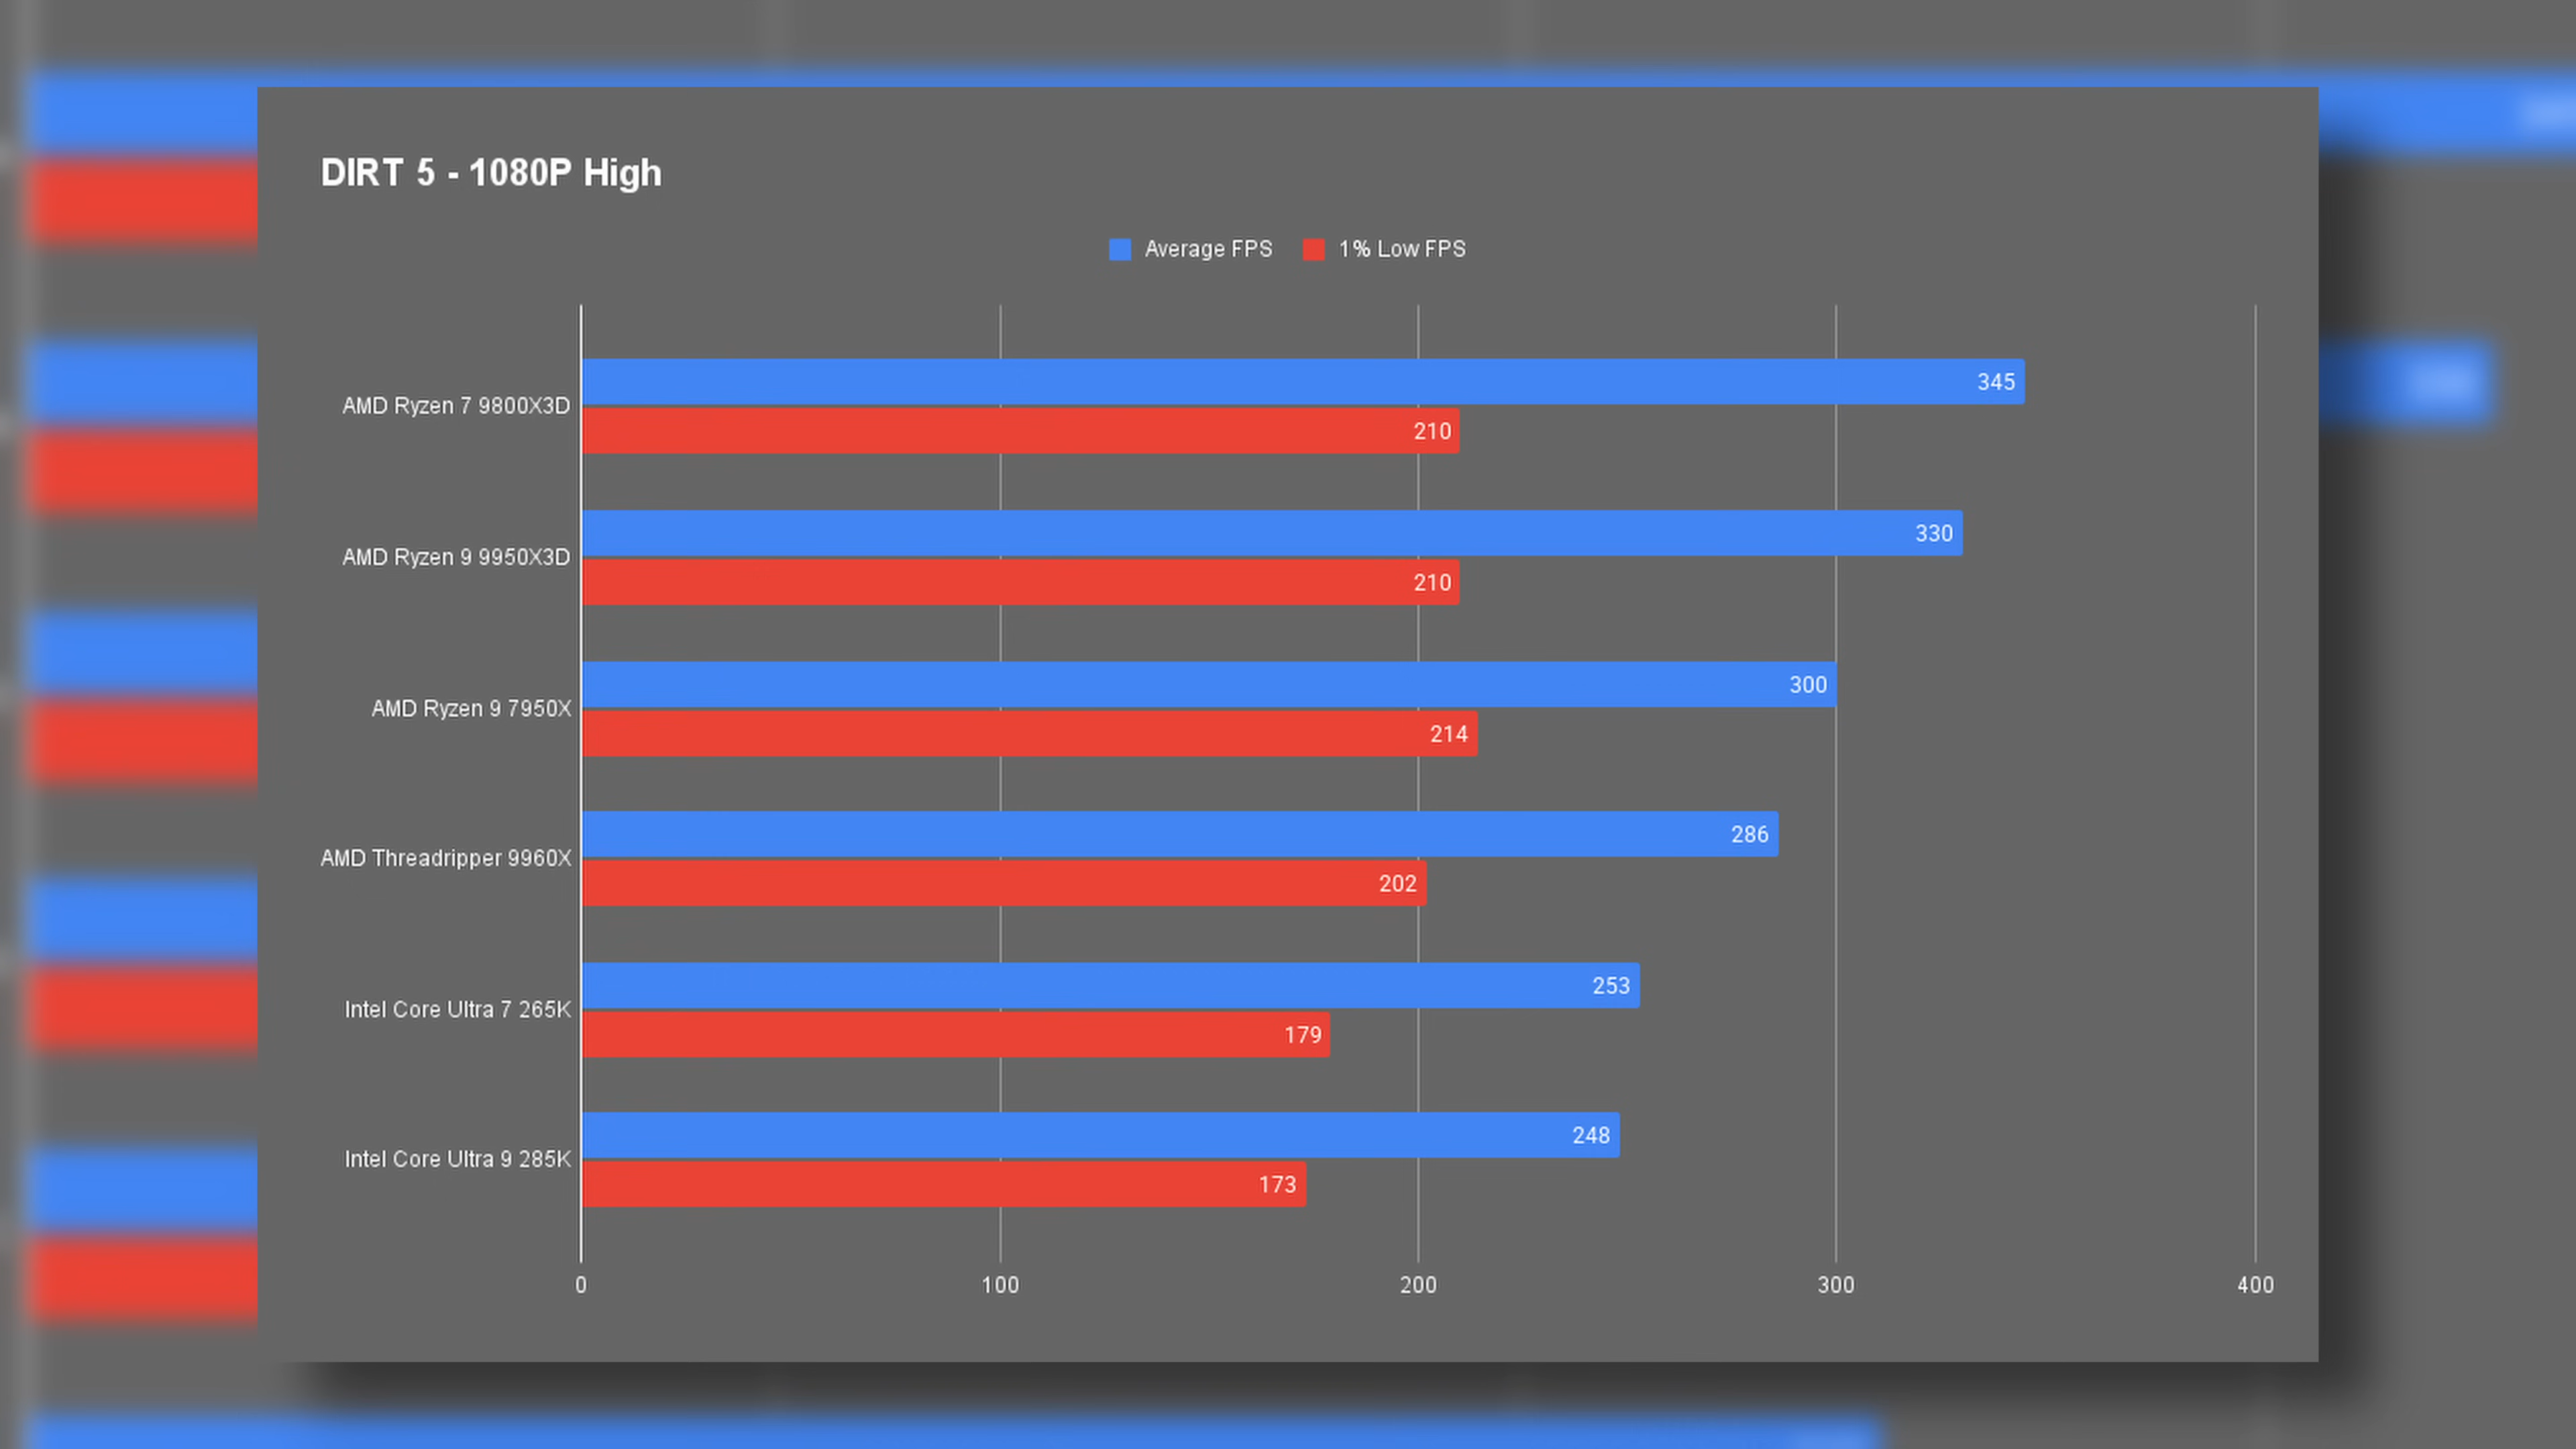 DIRT 5 - 1080P High
Average FPS 1% Low FPS
AMD Ryzen 7 9800X3D
345
210
AMD Ryzen 9 9950X3D
330
210
AMD Ryzen 9 7950X
300
214
AMD Threadripper 9960X
286
202
Intel Core Ultra 7 265K
253
179
Intel Core Ultra 9 285K
248
173
0 100 200 300 400